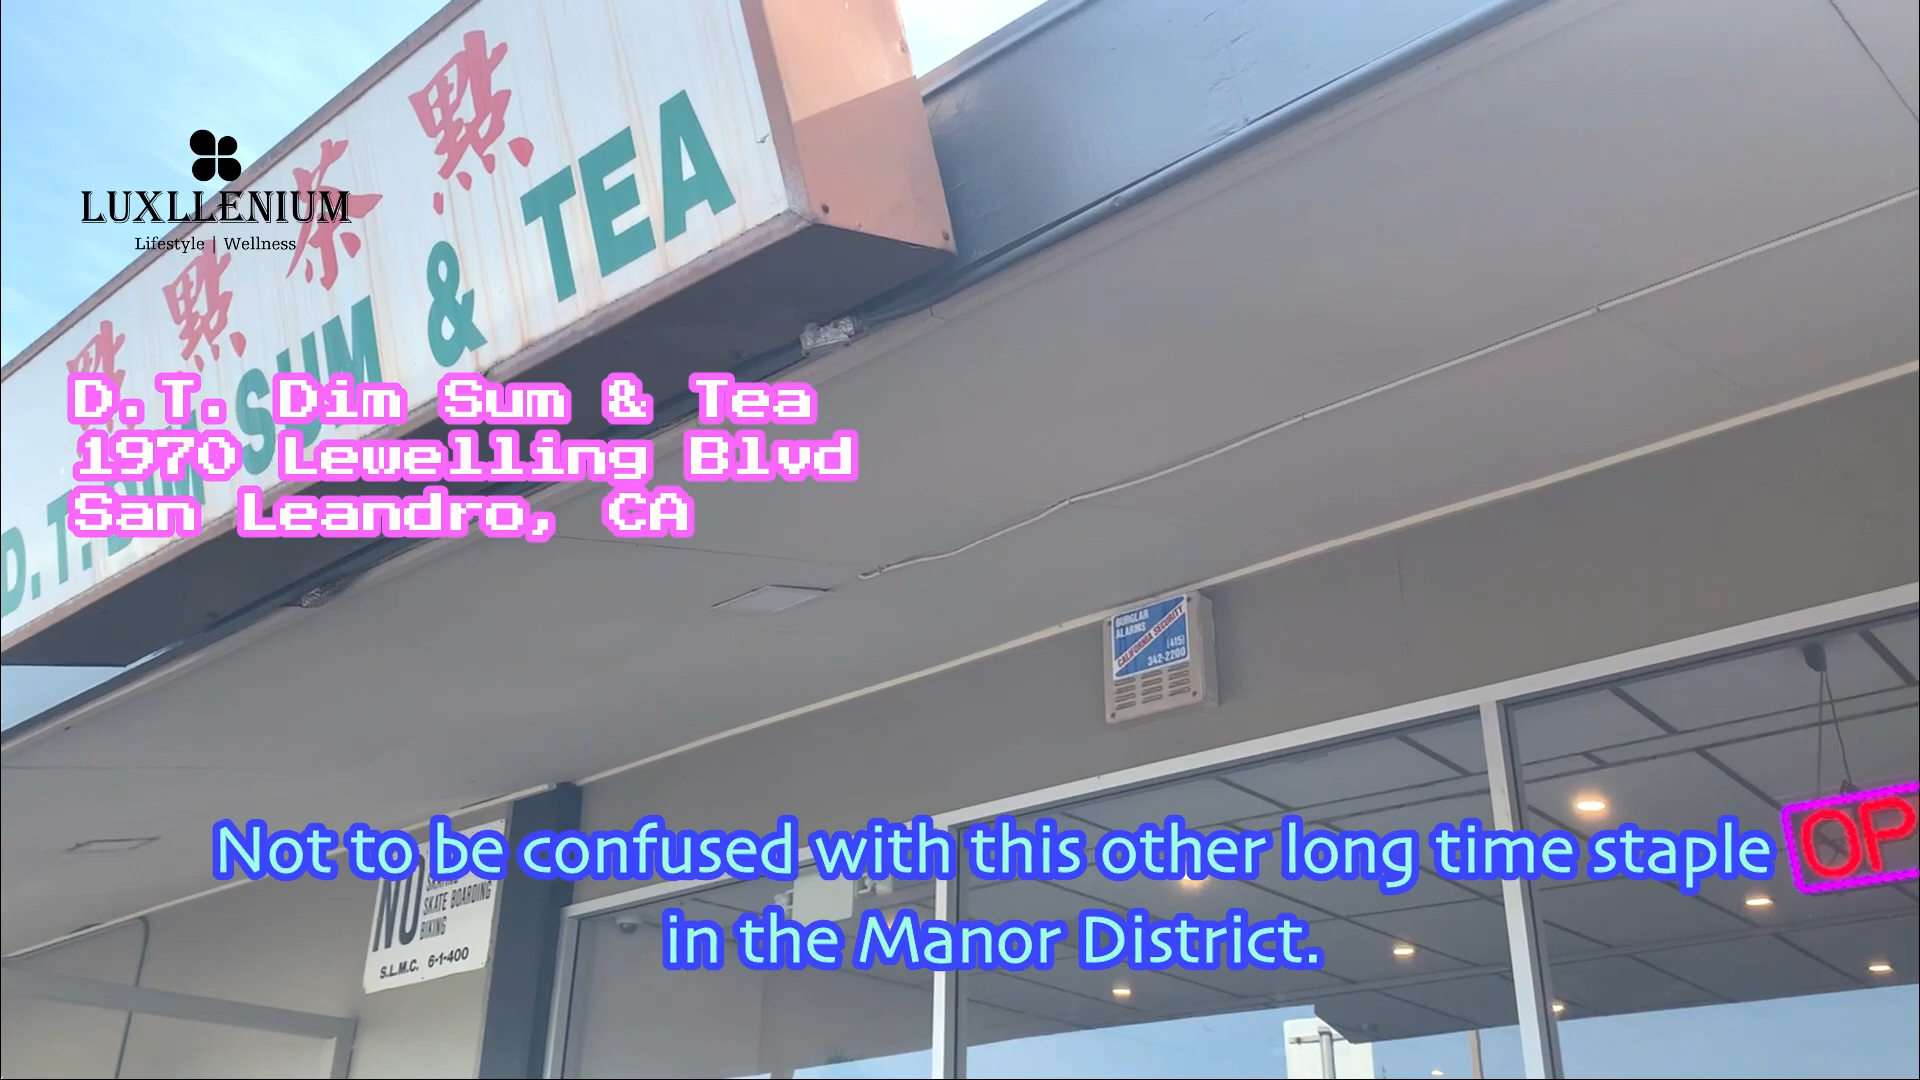 點點茶點
D.T. DIM SUM & TEA
LUXLLENIUM
Lifestyle | Wellness
D.T. Dim Sum & Tea
1970 Lewelling Blvd
San Leandro, CA
BURGLAR
ALARMS
CALIFORNIA SECURITY
(415)
342-2200
OP
Not to be confused with this other long time staple
in the Manor District.
NO
SKATE BOARDING
BIKING
S.L.M.C. 6-1-400